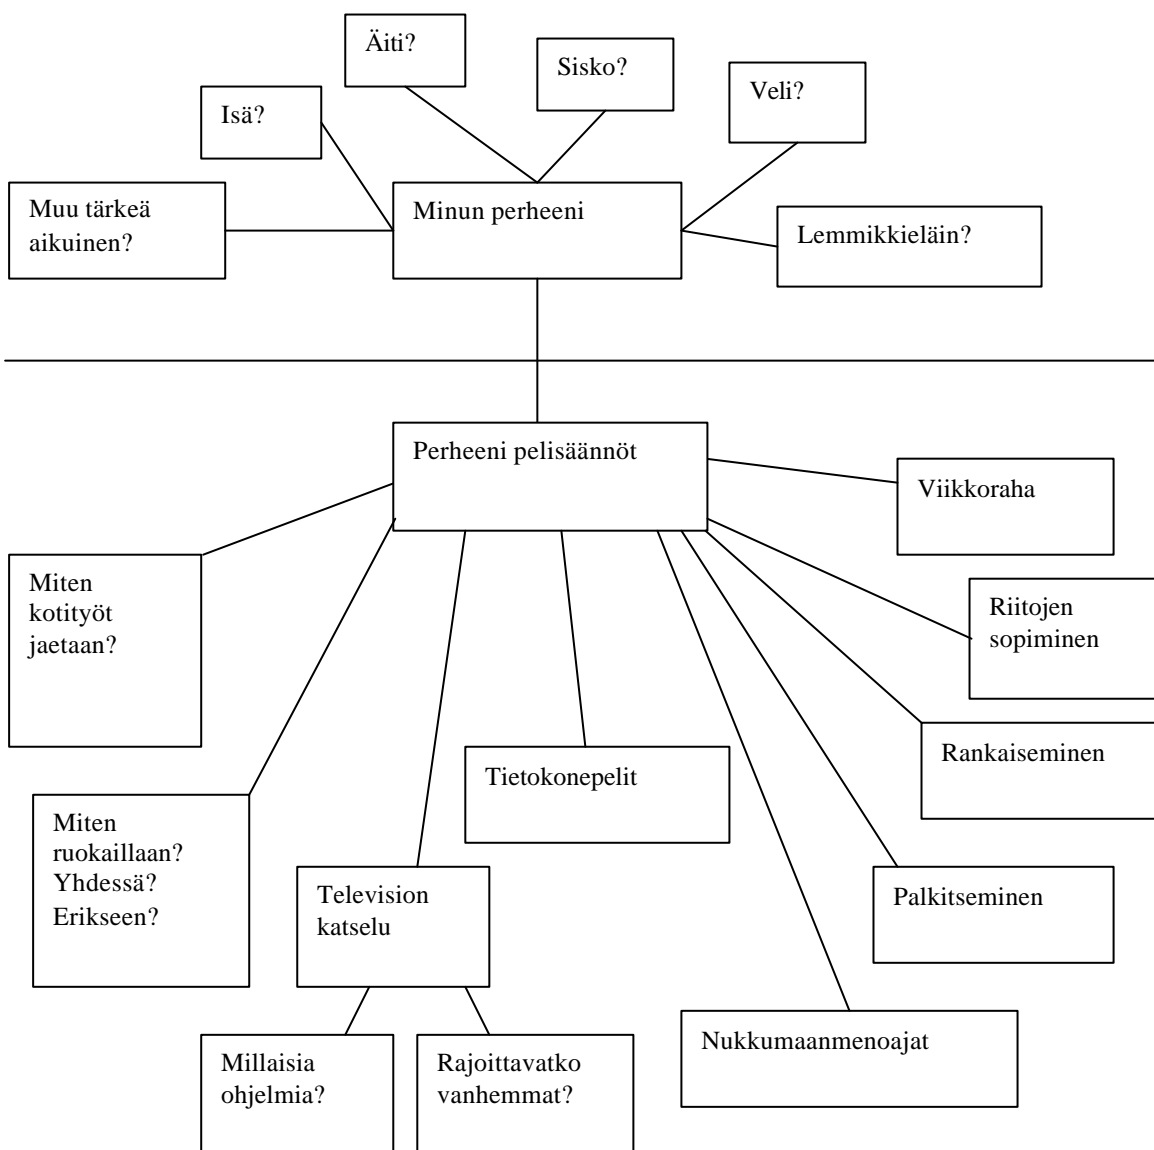 Äiti?
Sisko?
Veli?
Isä?
Muu tärkeä
aikuinen?
Minun perheeni
Lemmikkieläin?
Perheeni pelisäännöt
Viikkoraha
Miten
kotityöt
jaetaan?
Riitojen
sopiminen
Rankaiseminen
Tietokonepelit
Miten
ruokaillaan?
Yhdessä?
Erikseen?
Television
katselu
Palkitseminen
Nukkumaanmenoajat
Millaisia
ohjelmia?
Rajoittavatko
vanhemmat?